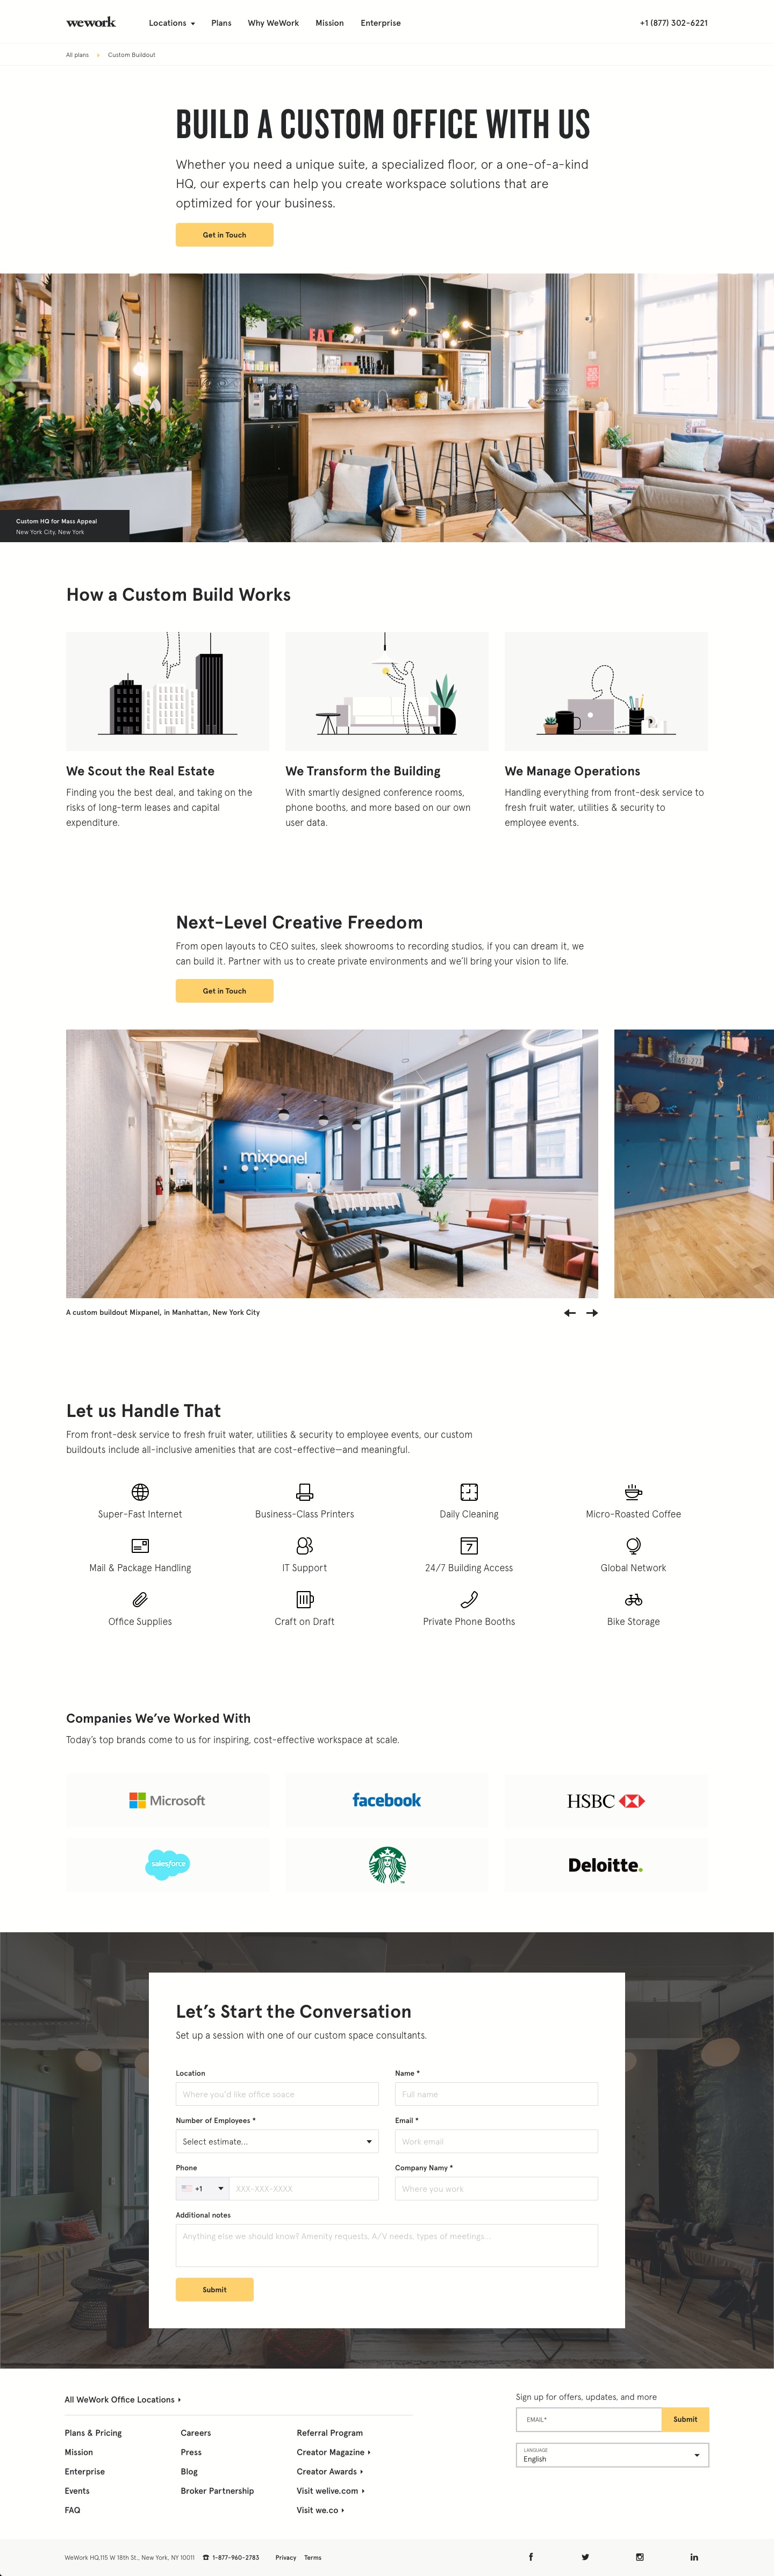 wework
Locations Plans Why WeWork Mission Enterprise +1 (877) 302-6221
All plans Custom Buildout
BUILD A CUSTOM OFFICE WITH US
Whether you need a unique suite, a specialized floor, or a one-of-a-kind
HQ, our experts can help you create workspace solutions that are
optimized for your business.
Get in Touch
EAT
Custom HQ for Mass Appeal
New York City, New York
How a Custom Build Works
We Scout the Real Estate
Finding you the best deal, and taking on the
risks of long-term leases and capital
expenditure.
We Transform the Building
With smartly designed conference rooms,
phone booths, and more based on our own
user data.
We Manage Operations
Handling everything from front-desk service to
fresh fruit water, utilities & security to
employee events.
Next-Level Creative Freedom
From open layouts to CEO suites, sleek showrooms to recording studios, if you can dream it, we
can build it. Partner with us to create private environments and we'll bring your vision to life.
Get in Touch
mixpanel
A custom buildout Mixpanel, in Manhattan, New York City
Let us Handle That
From front-desk service to fresh fruit water, utilities & security to employee events, our custom
buildouts include all-inclusive amenities that are cost-effective—and meaningful.
Super-Fast Internet
Business-Class Printers
Daily Cleaning
Micro-Roasted Coffee
Mail & Package Handling
IT Support
7
24/7 Building Access
Global Network
Office Supplies
Craft on Draft
Private Phone Booths
Bike Storage
Companies We've Worked With
Today's top brands come to us for inspiring, cost-effective workspace at scale.
Microsoft
facebook
HSBC
salesforce
Deloitte.
Let's Start the Conversation
Set up a session with one of our custom space consultants.
Location
Where you'd like office soace
Name *
Full name
Number of Employees *
Select estimate...
Email *
Work email
Phone
+1 XXX-XXX-XXXX
Company Namy *
Where you work
Additional notes
Anything else we should know? Amenity requests, A/V needs, types of meetings...
Submit
All WeWork Office Locations
Plans & Pricing
Mission
Enterprise
Events
FAQ
Careers
Press
Blog
Broker Partnership
Referral Program
Creator Magazine
Creator Awards
Visit welive.com
Visit we.co
Sign up for offers, updates, and more
EMAIL*
Submit
LANGUAGE
English
WeWork HQ,115 W 18th St., New York, NY 10011 1-877-960-2783 Privacy Terms